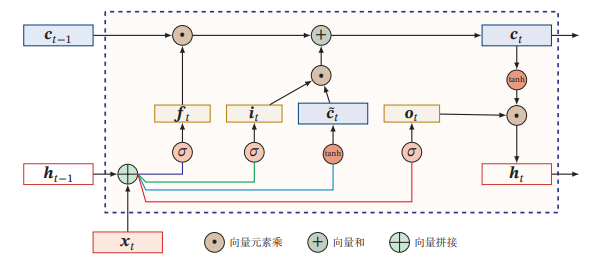 c_{t−1} + c_t
tanh
f_t i_t c̃_t o_t
σ σ tanh σ
h_{t−1} h_t
x_t 向量元素乘 + 向量和 向量拼接